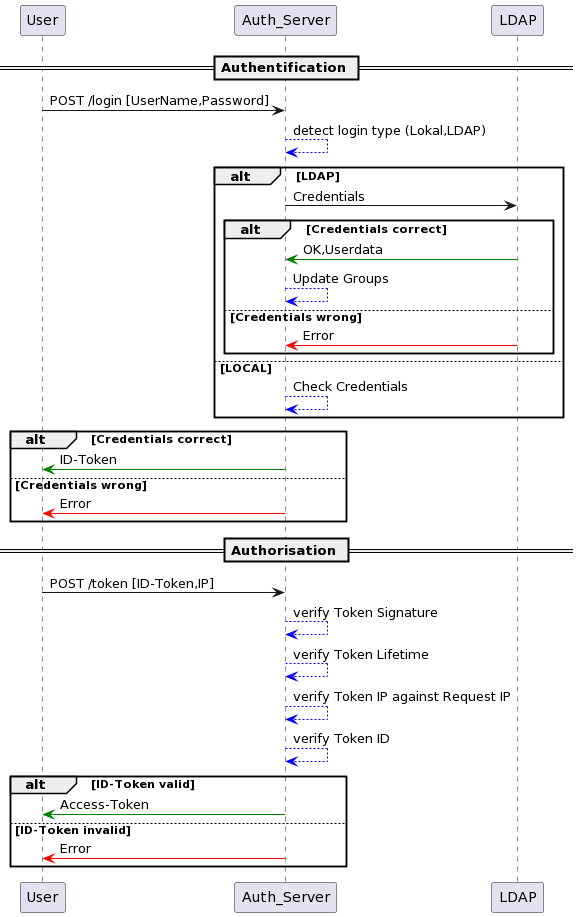 User Auth_Server LDAP
Authentification
POST /login [UserName,Password]
detect login type (Lokal,LDAP)
alt [LDAP]
Credentials
alt [Credentials correct]
OK,Userdata
Update Groups
[Credentials wrong]
Error
[LOCAL]
Check Credentials
alt [Credentials correct]
ID-Token
[Credentials wrong]
Error
Authorisation
POST /token [ID-Token,IP]
verify Token Signature
verify Token Lifetime
verify Token IP against Request IP
verify Token ID
alt [ID-Token valid]
Access-Token
[ID-Token invalid]
Error
User Auth_Server LDAP